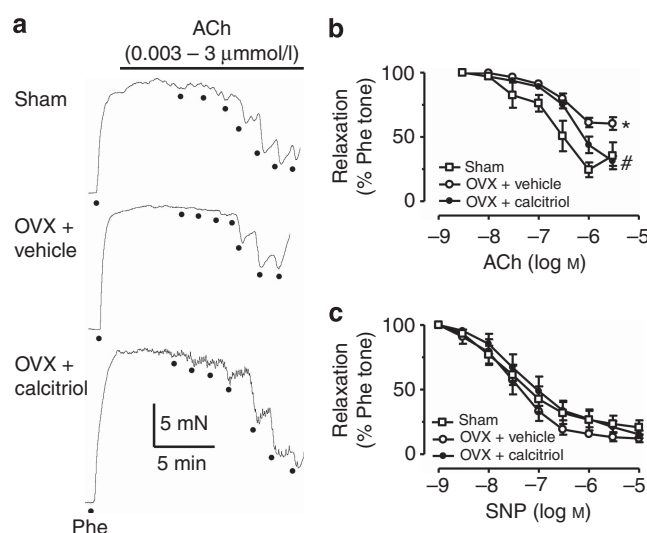 a
ACh
(0.003 – 3 μmmol/l)
Sham
OVX +
vehicle
OVX +
calcitriol
5 mN
5 min
Phe
b
Relaxation
(% Phe tone)
100
50
0
Sham
OVX + vehicle
OVX + calcitriol
*
#
–9 –8 –7 –6 –5
ACh (log M)
c
Relaxation
(% Phe tone)
100
50
0
Sham
OVX + vehicle
OVX + calcitriol
–9 –8 –7 –6 –5
SNP (log M)